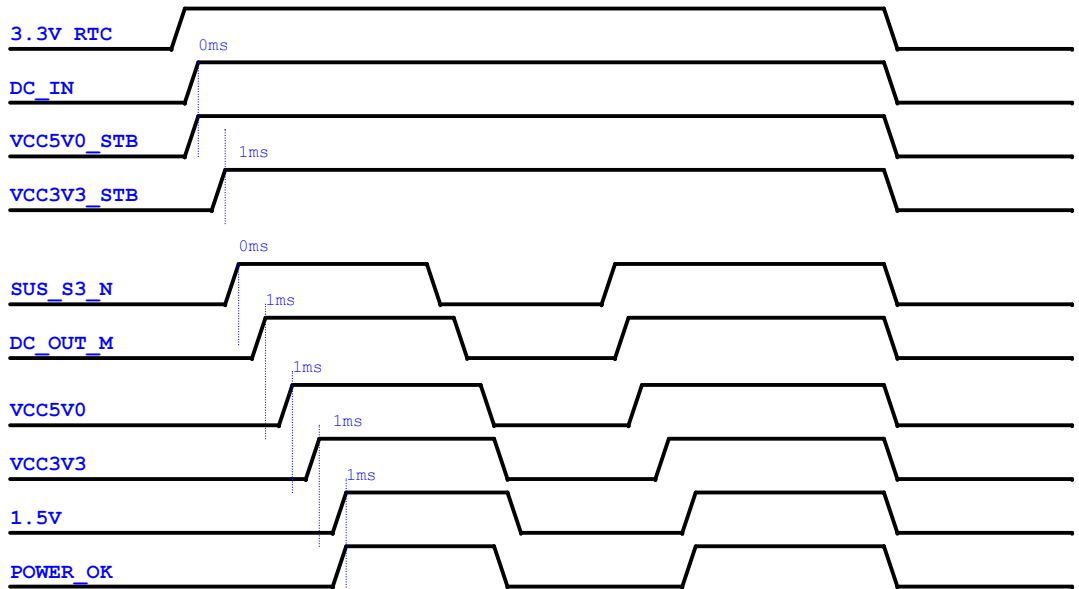 3.3V RTC
0ms
DC_IN
VCC5V0_STB
1ms
VCC3V3_STB
0ms
SUS_S3_N
1ms
DC_OUT_M
1ms
VCC5V0
1ms
VCC3V3
1ms
1.5V
POWER_OK